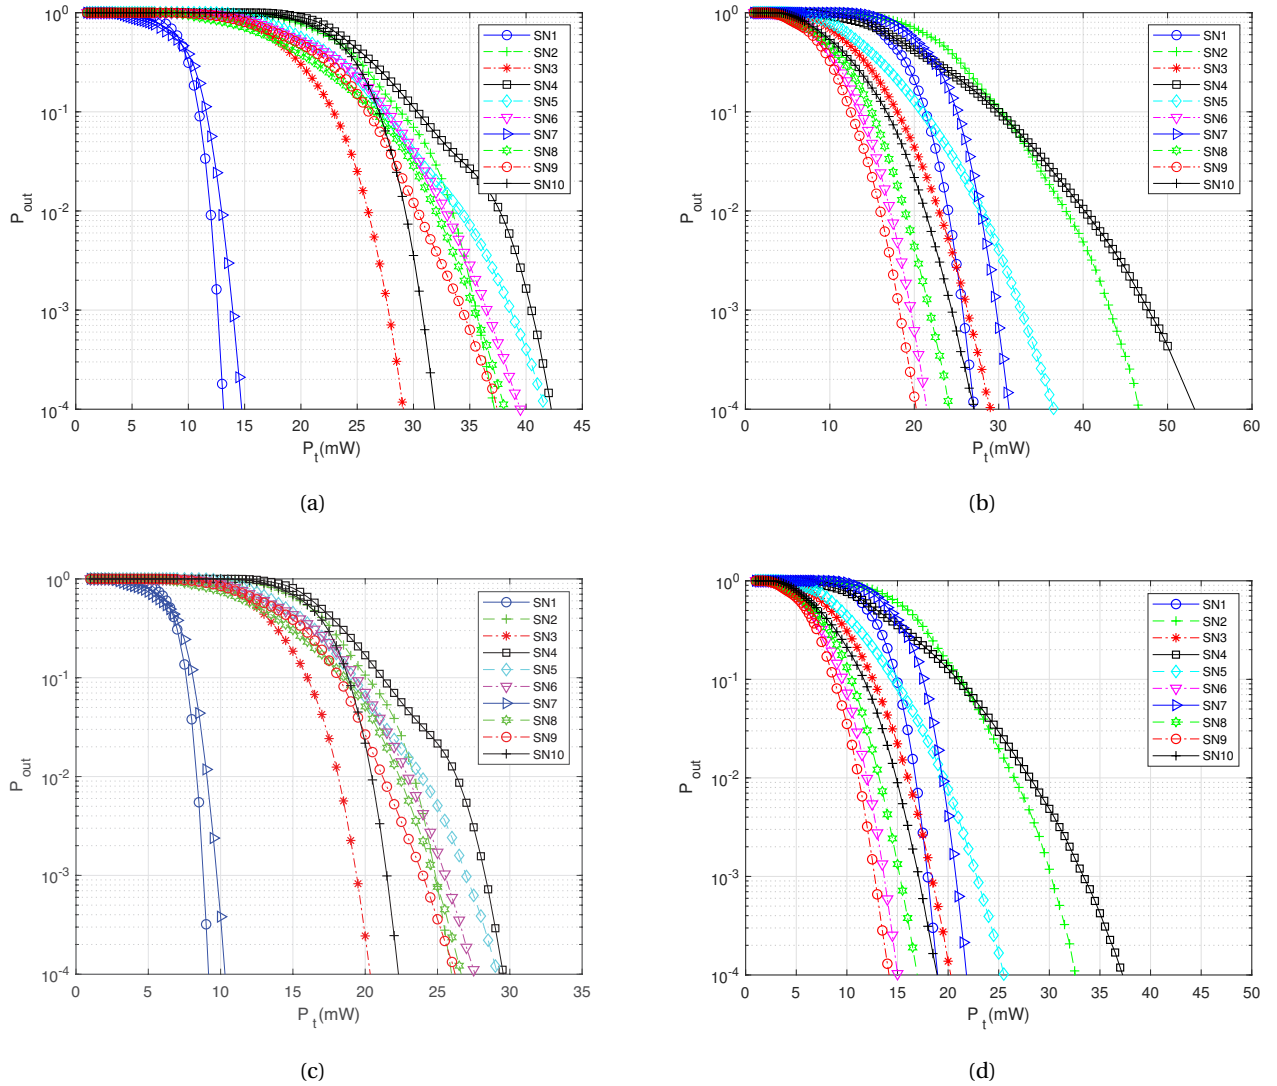 10^0
10^-1
10^-2
10^-3
10^-4
P_out
0 5 10 15 20 25 30 35 40 45
P_t(mW)
SN1
SN2
SN3
SN4
SN5
SN6
SN7
SN8
SN9
SN10
(a)
10^0
10^-1
10^-2
10^-3
10^-4
P_out
0 10 20 30 40 50 60
P_t(mW)
SN1
SN2
SN3
SN4
SN5
SN6
SN7
SN8
SN9
SN10
(b)
10^0
10^-1
10^-2
10^-3
10^-4
P_out
0 5 10 15 20 25 30 35
P_t(mW)
SN1
SN2
SN3
SN4
SN5
SN6
SN7
SN8
SN9
SN10
(c)
10^0
10^-1
10^-2
10^-3
10^-4
P_out
0 5 10 15 20 25 30 35 40 45 50
P_t(mW)
SN1
SN2
SN3
SN4
SN5
SN6
SN7
SN8
SN9
SN10
(d)